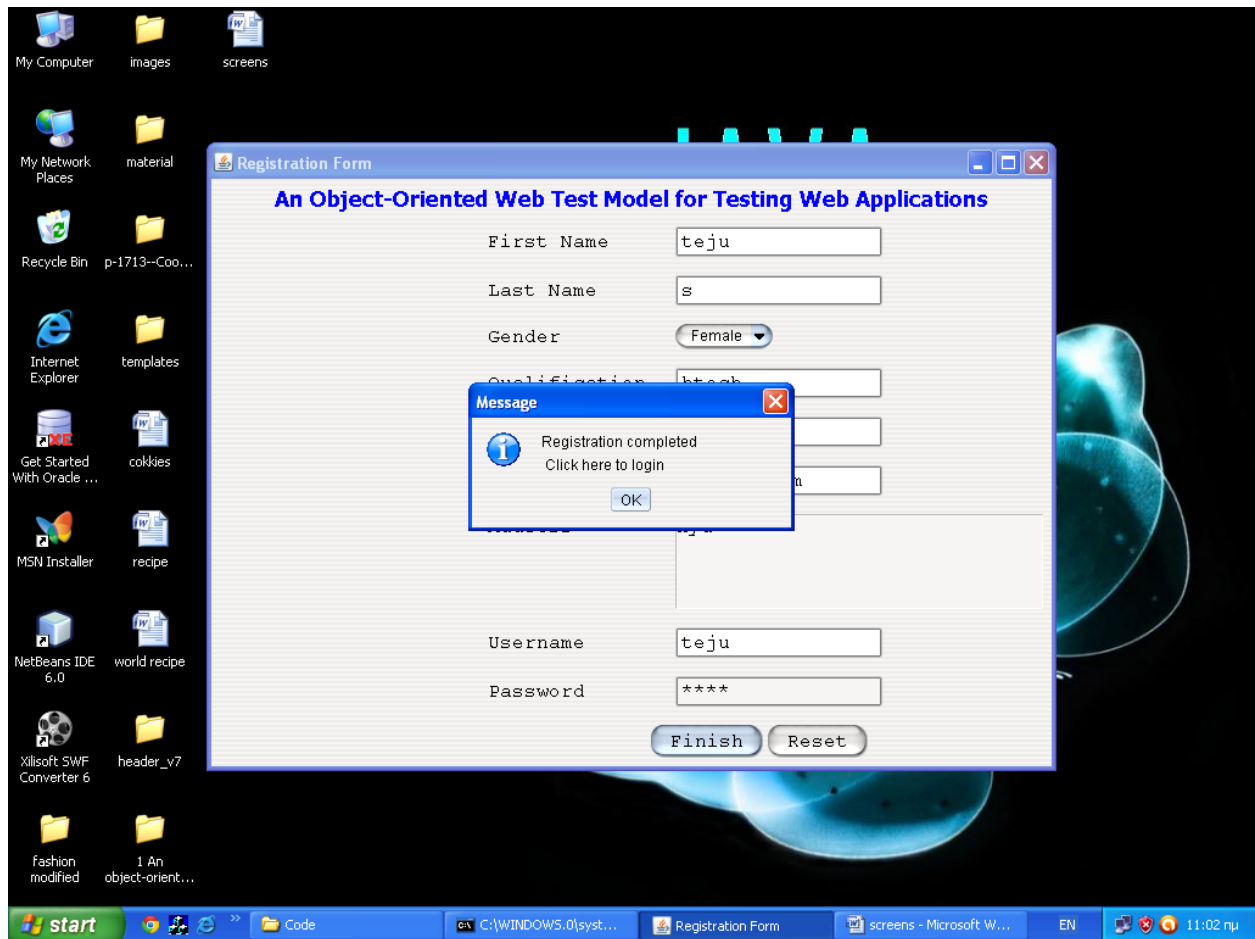 My Computer
images
screens
My Network
Places
material
Recycle Bin
p-1713--Coo...
Internet
Explorer
templates
Get Started
With Oracle ...
cokkies
MSN Installer
recipe
NetBeans IDE
6.0
world recipe
Xilisoft SWF
Converter 6
header_v7
fashion
modified
1 An
object-orient...
JAVA
Registration Form
An Object-Oriented Web Test Model for Testing Web Applications
First Name
teju
Last Name
s
Gender
Female
Qualification
btech
m
Message
Registration completed
Click here to login
OK
Username
teju
Password
****
Finish
Reset
start
Code
C:\WINDOWS.0\syst...
Registration Form
screens - Microsoft W...
EN
11:02 πμ